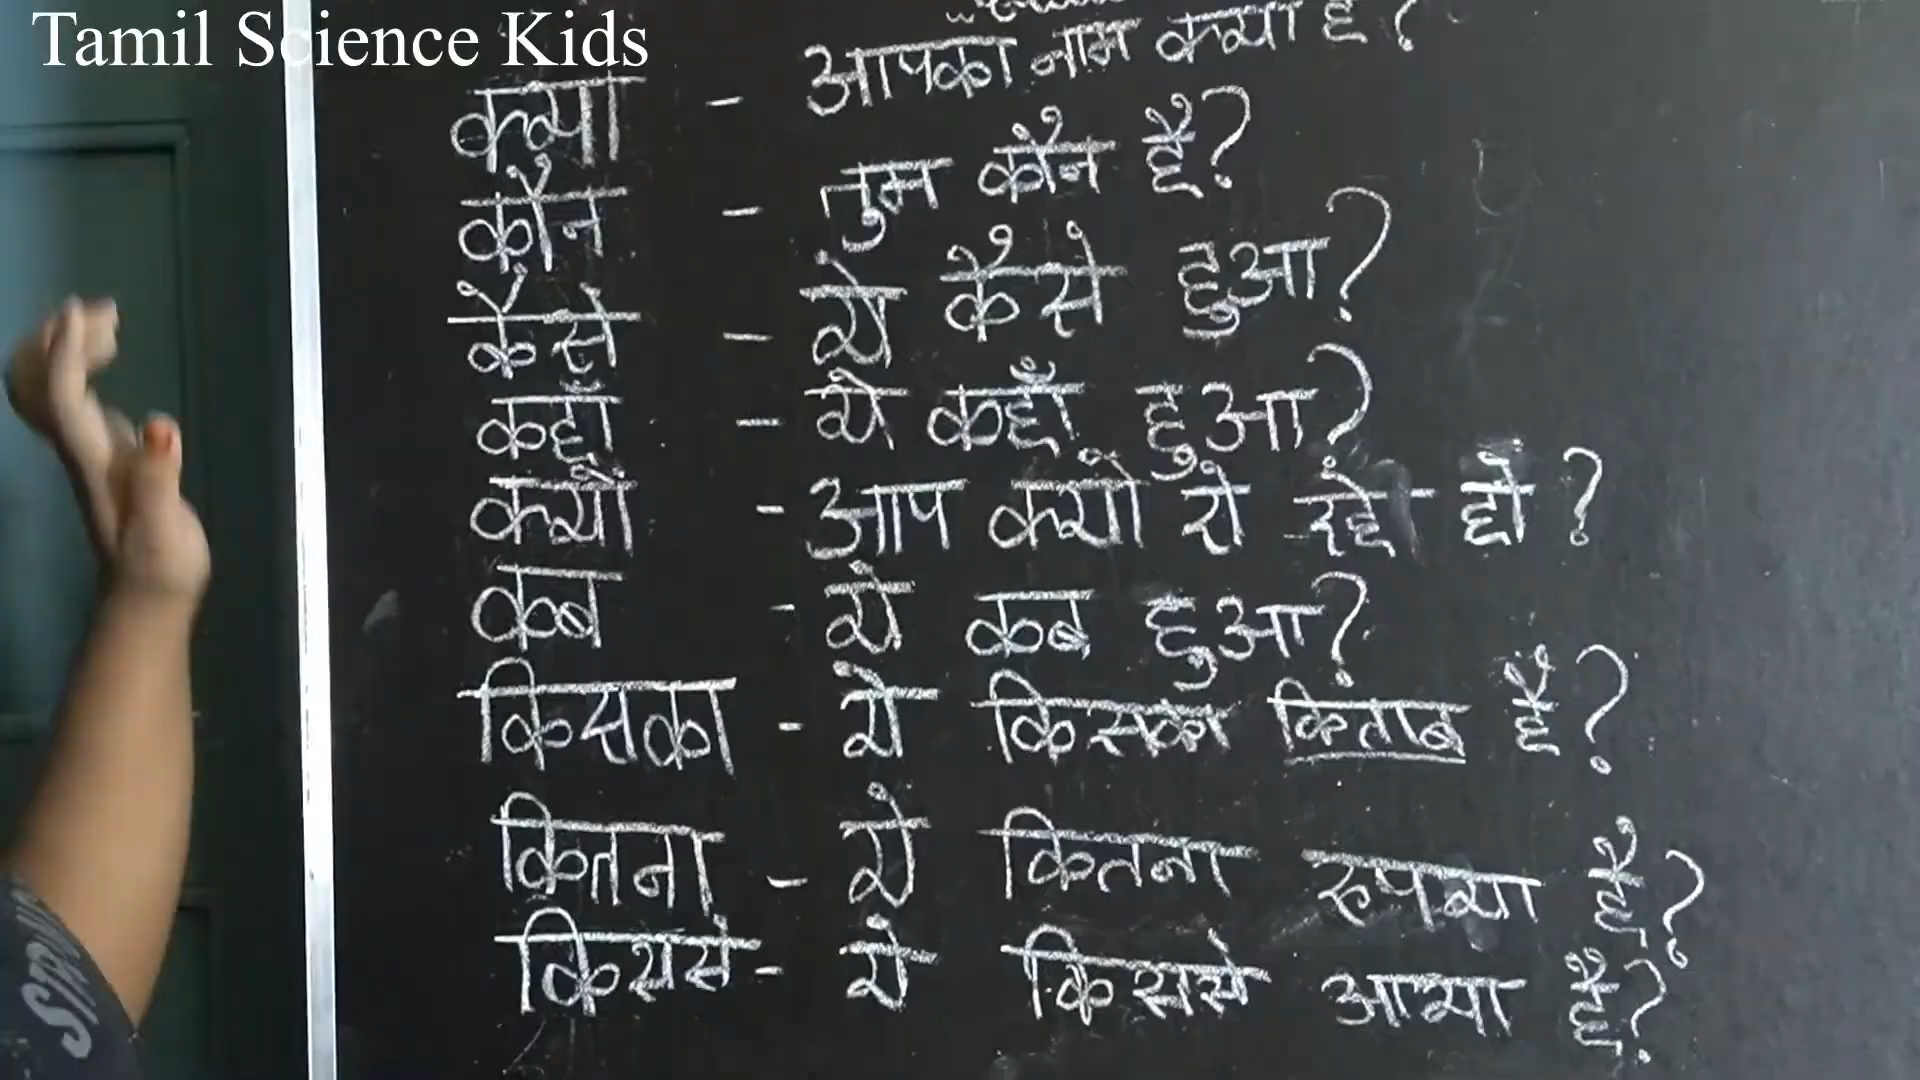 Tamil Science Kids
क्या - आपका नाम क्या है ?
कौन - तुम कौन है?
कैसे - ये कैसे हुआ?
कहाँ - ये कहाँ हुआ?
क्यों - आप क्यों रो रहे हो ?
कब - ये कब हुआ?
किसका - ये किसका किताब है?
कितना - ये कितना रुपया है?
किससे - ये किससे आया है?